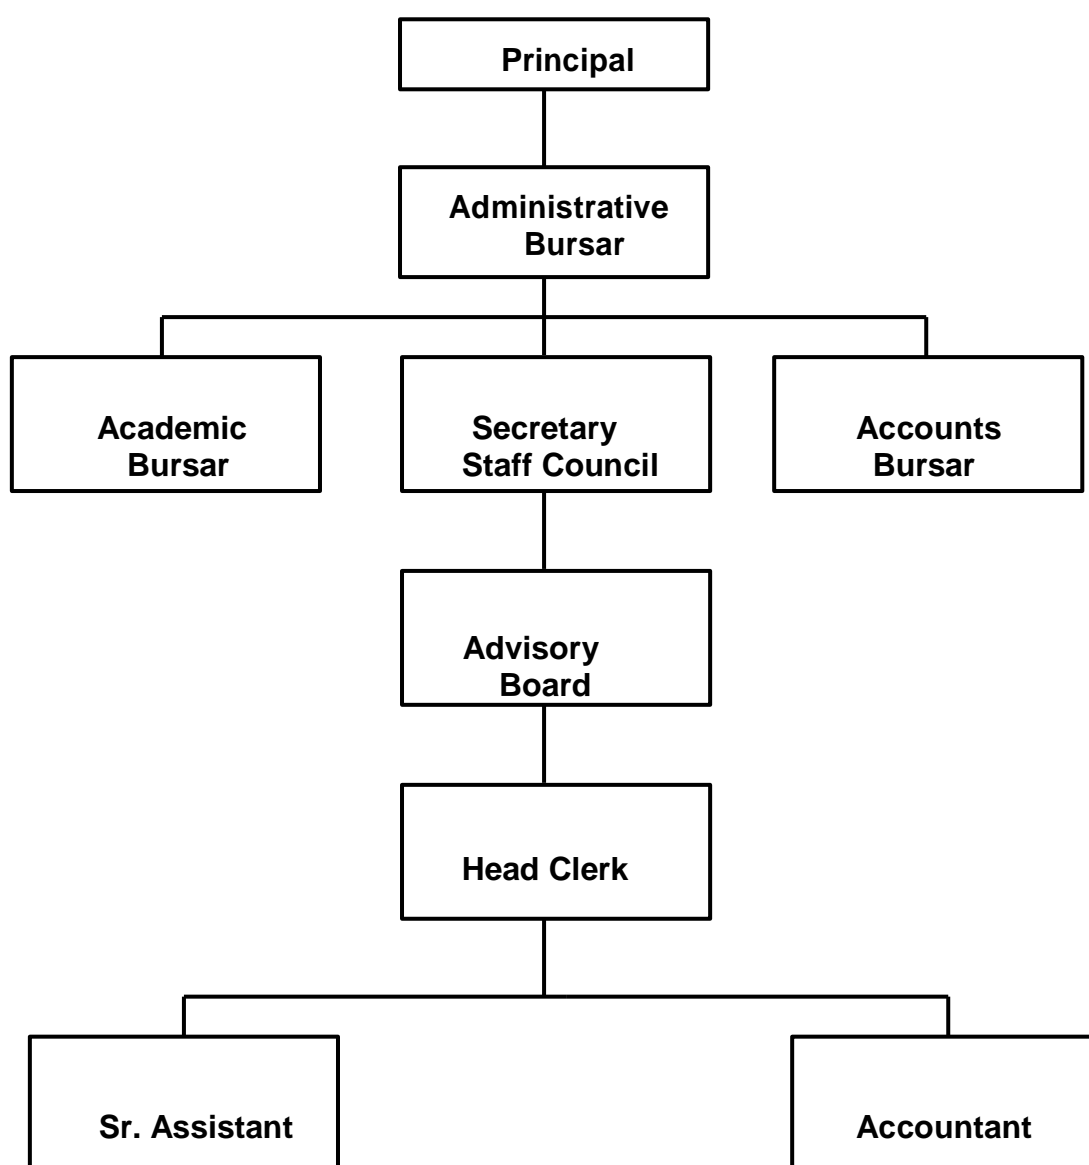 Principal
Administrative
Bursar
Academic
Bursar
Secretary
Staff Council
Accounts
Bursar
Advisory
Board
Head Clerk
Sr. Assistant
Accountant